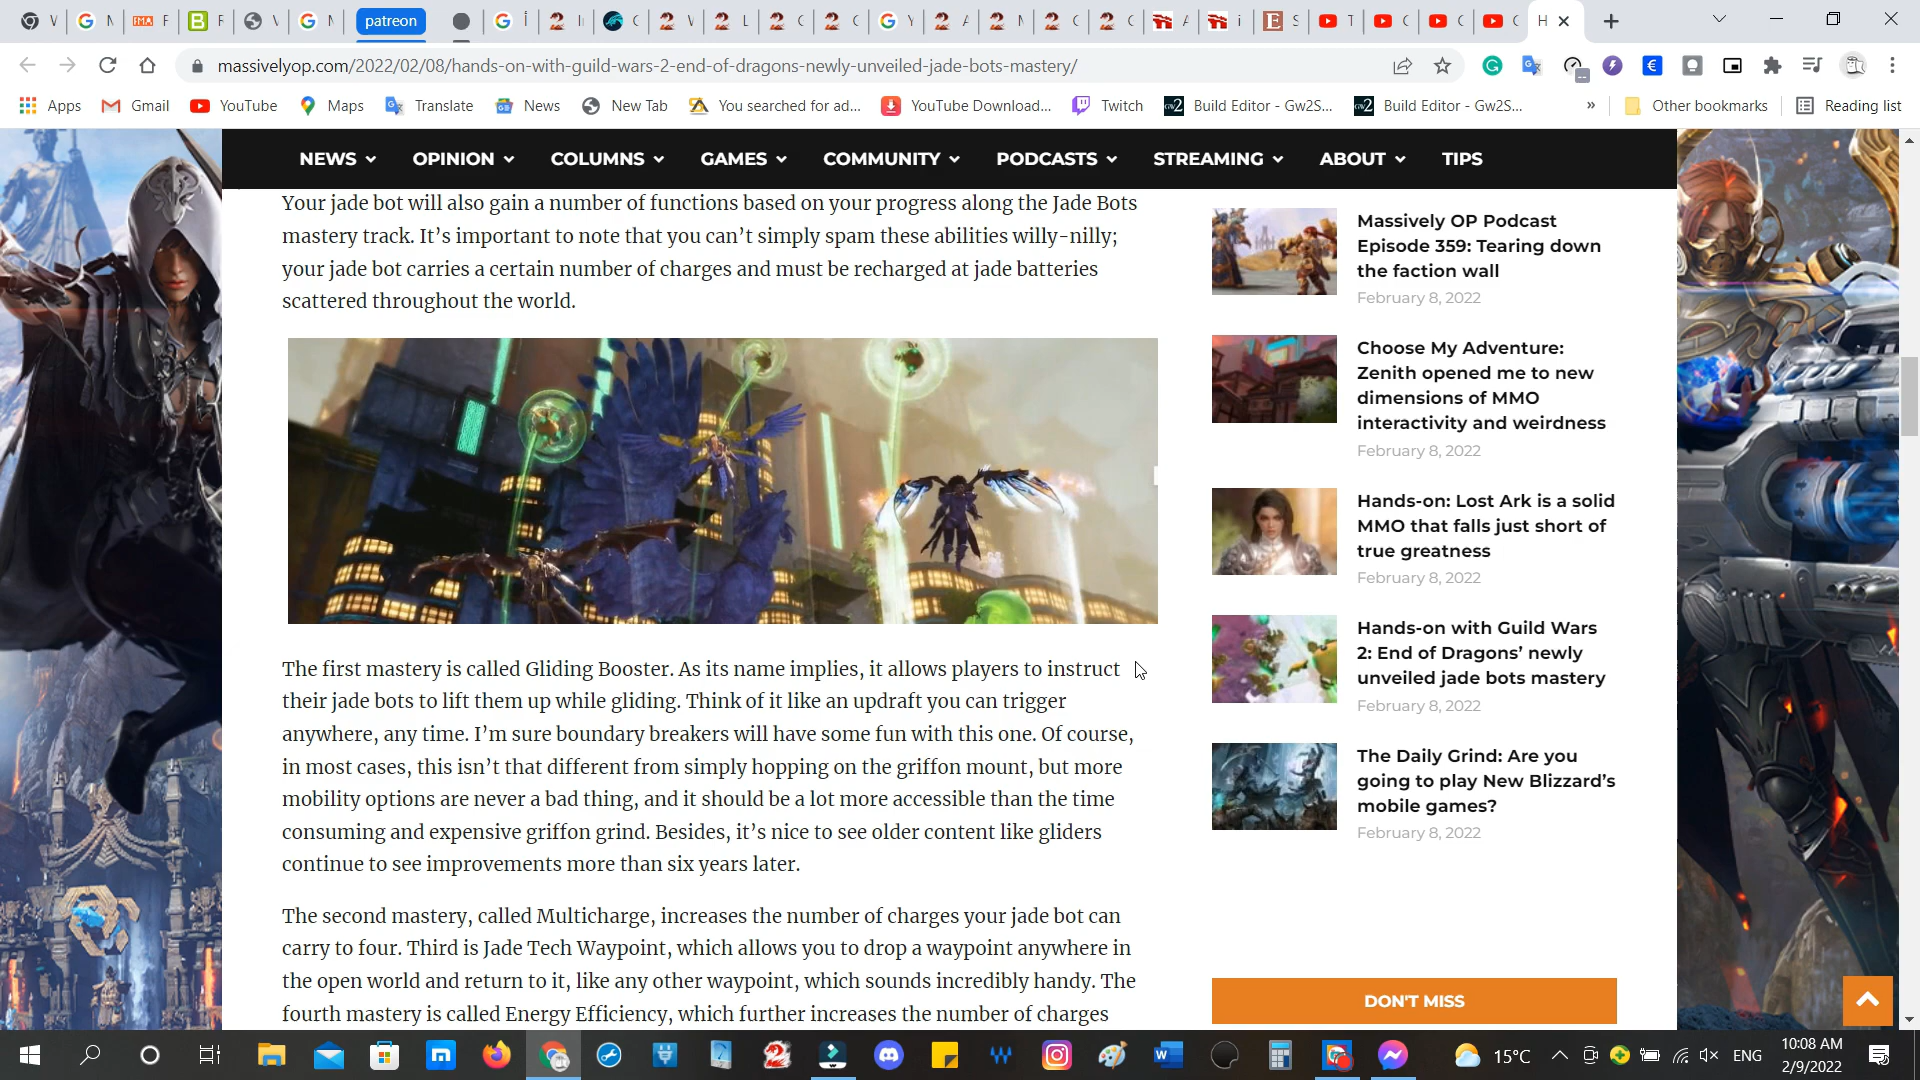 patreon
massivelyop.com/2022/02/08/hands-on-with-guild-wars-2-end-of-dragons-newly-unveiled-jade-bots-mastery/
Apps
Gmail
YouTube
Maps
Translate
News
New Tab
You searched for ad...
YouTube Download...
Twitch
Build Editor - Gw2S...
Build Editor - Gw2S...
»
Other bookmarks
Reading list
NEWS
OPINION
COLUMNS
GAMES
COMMUNITY
PODCASTS
STREAMING
ABOUT
TIPS
Your jade bot will also gain a number of functions based on your progress along the Jade Bots
mastery track. It’s important to note that you can’t simply spam these abilities willy-nilly;
your jade bot carries a certain number of charges and must be recharged at jade batteries
scattered throughout the world.
The first mastery is called Gliding Booster. As its name implies, it allows players to instruct
their jade bots to lift them up while gliding. Think of it like an updraft you can trigger
anywhere, any time. I’m sure boundary breakers will have some fun with this one. Of course,
in most cases, this isn’t that different from simply hopping on the griffon mount, but more
mobility options are never a bad thing, and it should be a lot more accessible than the time
consuming and expensive griffon grind. Besides, it’s nice to see older content like gliders
continue to see improvements more than six years later.
The second mastery, called Multicharge, increases the number of charges your jade bot can
carry to four. Third is Jade Tech Waypoint, which allows you to drop a waypoint anywhere in
the open world and return to it, like any other waypoint, which sounds incredibly handy. The
fourth mastery is called Energy Efficiency, which further increases the number of charges
Massively OP Podcast
Episode 359: Tearing down
the faction wall
February 8, 2022
Choose My Adventure:
Zenith opened me to new
dimensions of MMO
interactivity and weirdness
February 8, 2022
Hands-on: Lost Ark is a solid
MMO that falls just short of
true greatness
February 8, 2022
Hands-on with Guild Wars
2: End of Dragons’ newly
unveiled jade bots mastery
February 8, 2022
The Daily Grind: Are you
going to play New Blizzard’s
mobile games?
February 8, 2022
DON'T MISS
15°C
ENG
10:08 AM
2/9/2022